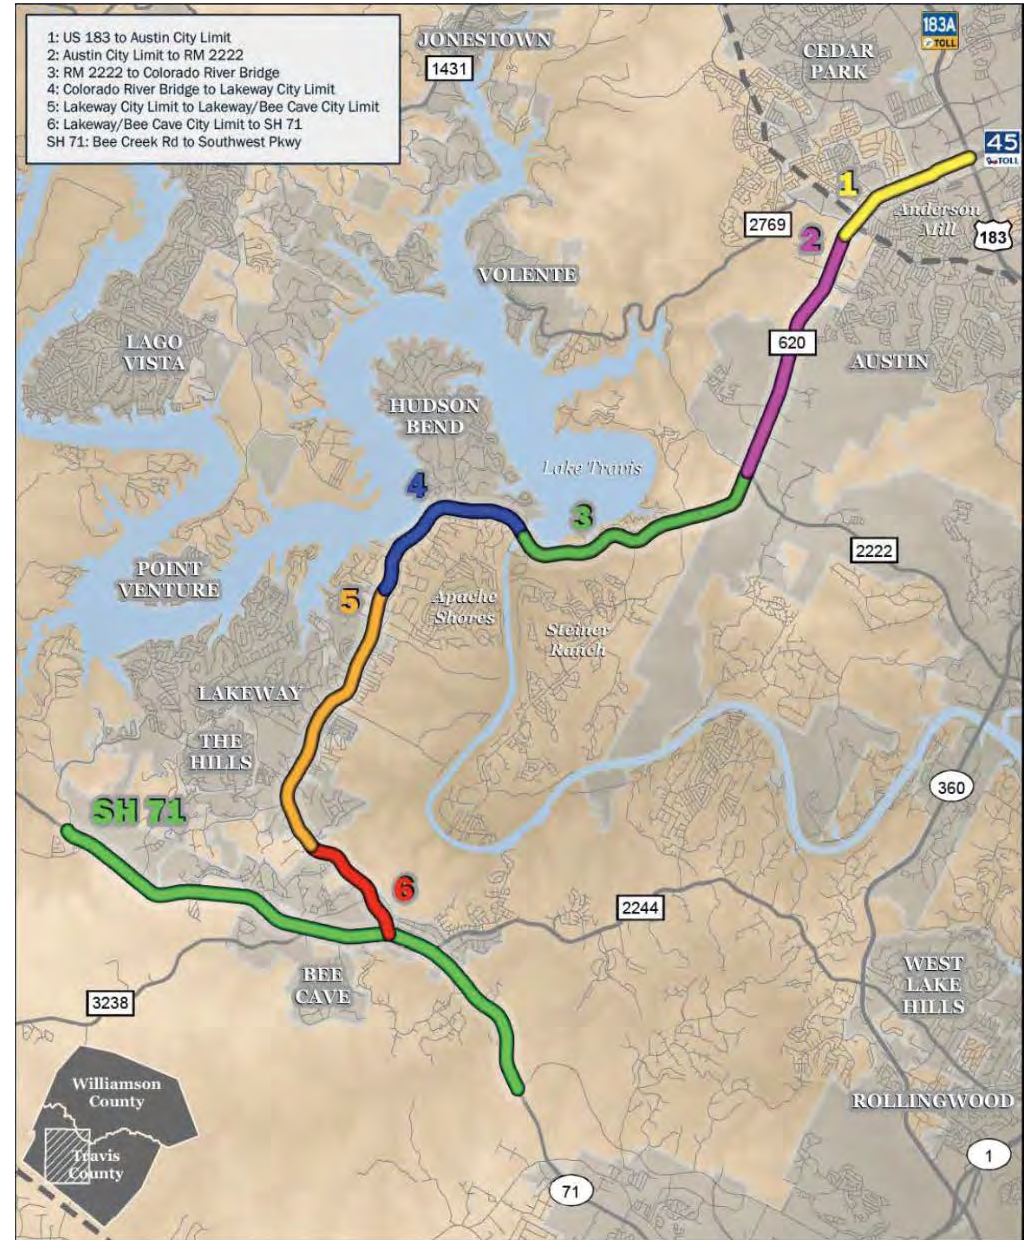 1: US 183 to Austin City Limit
2: Austin City Limit to RM 2222
3: RM 2222 to Colorado River Bridge
4: Colorado River Bridge to Lakeway City Limit
5: Lakeway City Limit to Lakeway/Bee Cave City Limit
6: Lakeway/Bee Cave City Limit to SH 71
SH 71: Bee Creek Rd to Southwest Pkwy
JONESTOWN
1431
183A
TOLL
CEDAR
PARK
45
TOLL
1
Anderson
Mill
2769
2
183
VOLENTE
LAGO
VISTA
620
AUSTIN
HUDSON
BEND
Lake Travis
4
3
2222
POINT
VENTURE
5
Apache
Shores
Steiner
Ranch
LAKEWAY
THE
HILLS
360
SH 71
6
2244
BEE
CAVE
WEST
LAKE
HILLS
3238
Williamson
County
Travis
County
ROLLINGWOOD
1
71